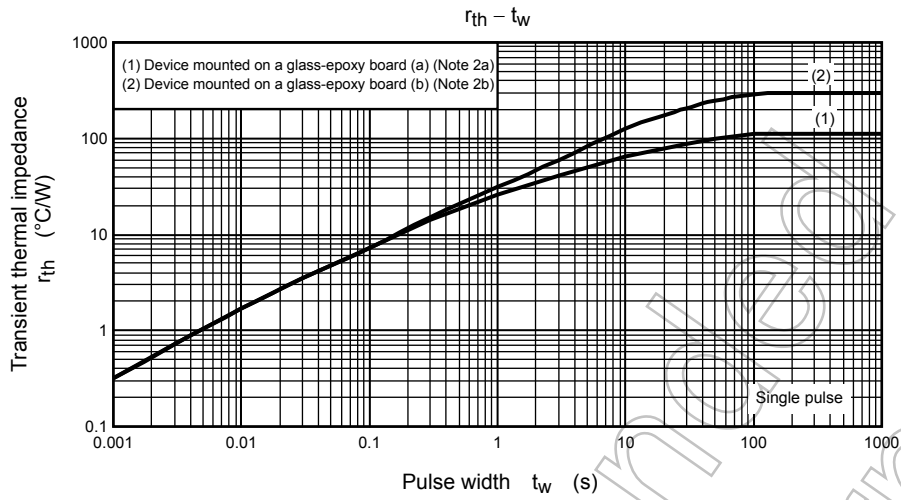 rth – tw
1000
(1) Device mounted on a glass-epoxy board (a) (Note 2a)
(2) Device mounted on a glass-epoxy board (b) (Note 2b)
(2)
(1)
100
10
1
0.1
Transient thermal impedance
rth (°C/W)
Single pulse
0.001 0.01 0.1 1 10 100 1000
Pulse width tw (s)